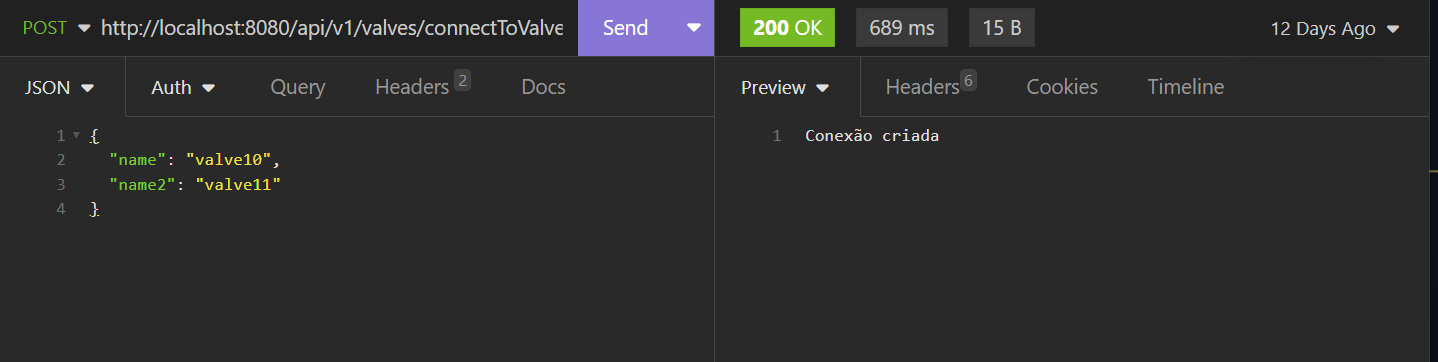 POST http://localhost:8080/api/v1/valves/connectToValve Send 200 OK 689 ms 15 B 12 Days Ago
JSON Auth Query Headers 2 Docs Preview Headers 6 Cookies Timeline
1 {
2 "name": "valve10",
3 "name2": "valve11"
4 }
1 Conexão criada